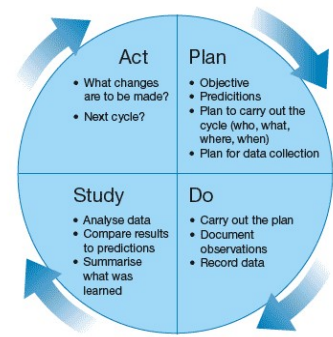 Act
• What changes
are to be made?
• Next cycle?
Plan
• Objective
• Predicitions
• Plan to carry out the
cycle (who, what,
where, when)
• Plan for data collection
Study
• Analyse data
• Compare results
to predictions
• Summarise
what was
learned
Do
• Carry out the plan
• Document
observations
• Record data